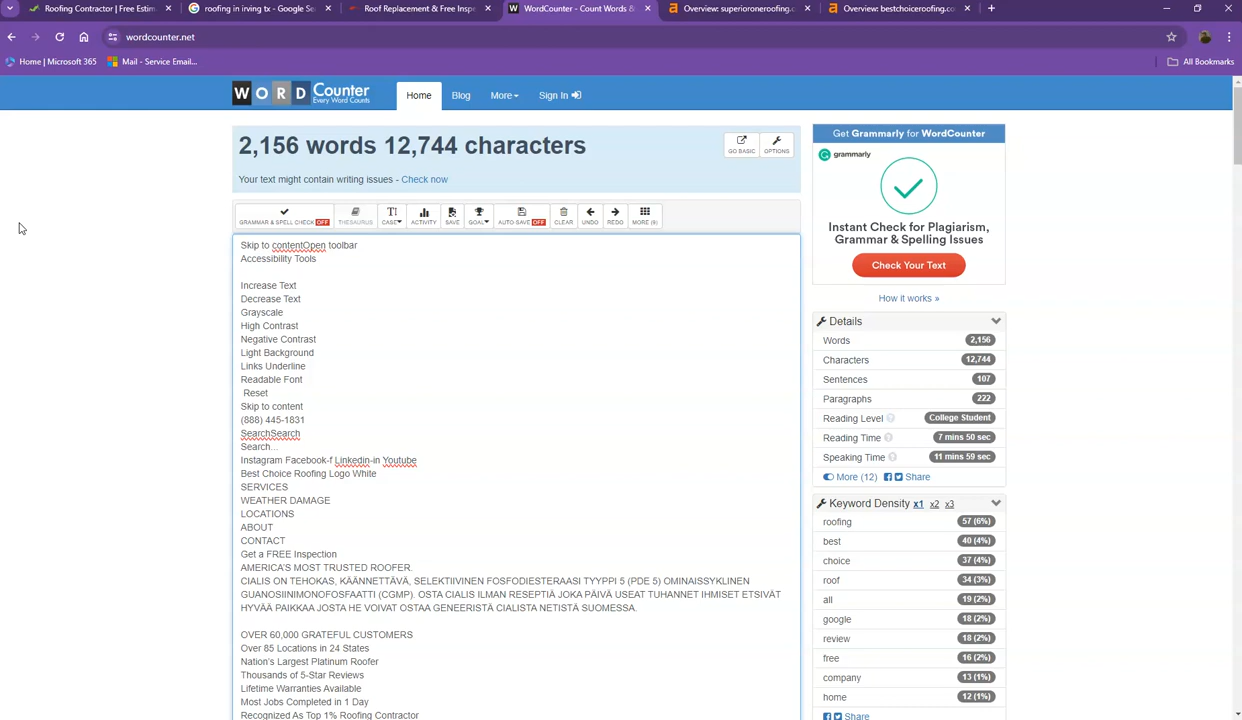 Roofing Contractor | Free Estim
roofing in irving tx - Google Se
Roof Replacement & Free Inspe
WordCounter - Count Words &
Overview: superioroneroofing.c
Overview: bestchoiceroofing.co
wordcounter.net
Home | Microsoft 365
Mail - Service Email...
All Bookmarks
WORD Counter
Every Word Counts
Home
Blog
More
Sign In
2,156 words 12,744 characters
GO BASIC
OPTIONS
Your text might contain writing issues - Check now
GRAMMAR & SPELL CHECK OFF
THESAURUS
CASE
ACTIVITY
SAVE
GOAL
AUTO-SAVE OFF
CLEAR
UNDO
REDO
MORE (9)
Skip to contentOpen toolbar
Accessibility Tools
Increase Text
Decrease Text
Grayscale
High Contrast
Negative Contrast
Light Background
Links Underline
Readable Font
Reset
Skip to content
(888) 445-1831
SearchSearch
Search...
Instagram Facebook-f Linkedin-in Youtube
Best Choice Roofing Logo White
SERVICES
WEATHER DAMAGE
LOCATIONS
ABOUT
CONTACT
Get a FREE Inspection
AMERICA'S MOST TRUSTED ROOFER.
CIALIS ON TEHOKAS, KÄÄNNETTÄVÄ, SELEKTIIVINEN FOSFODIESTERAASI TYYPPI 5 (PDE 5) OMINAISSYKLINEN
GUANOSIINIMONOFOSFAATTI (CGMP). OSTA CIALIS ILMAN RESEPTIÄ JOKA PÄIVÄ USEAT TUHANNET IHMISET ETSIVÄT
HYVÄÄ PAIKKAA JOSTA HE VOIVAT OSTAA GENEERISTÄ CIALISTA NETISTÄ SUOMESSA.
OVER 60,000 GRATEFUL CUSTOMERS
Over 85 Locations in 24 States
Nation's Largest Platinum Roofer
Thousands of 5-Star Reviews
Lifetime Warranties Available
Most Jobs Completed in 1 Day
Recognized As Top 1% Roofing Contractor
Get Grammarly for WordCounter
grammarly
Instant Check for Plagiarism,
Grammar & Spelling Issues
Check Your Text
How it works »
Details
Words 2,156
Characters 12,744
Sentences 107
Paragraphs 222
Reading Level College Student
Reading Time 7 mins 50 sec
Speaking Time 11 mins 59 sec
More (12) Share
Keyword Density x1 x2 x3
roofing 57 (6%)
best 40 (4%)
choice 37 (4%)
roof 34 (3%)
all 19 (2%)
google 18 (2%)
review 18 (2%)
free 16 (2%)
company 13 (1%)
home 12 (1%)
Share